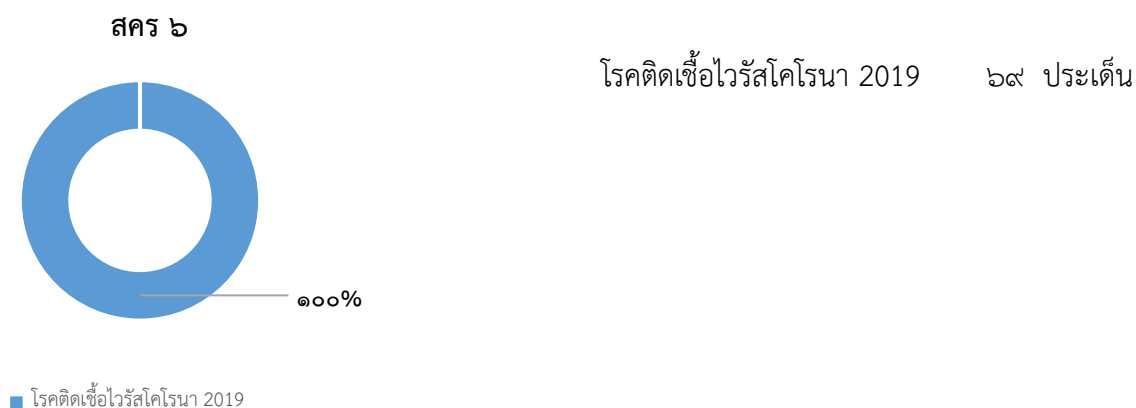 สคร ๖
โรคติดเชื้อไวรัสโคโรนา 2019 ๖๙ ประเด็น
๑๐๐%
โรคติดเชื้อไวรัสโคโรนา 2019